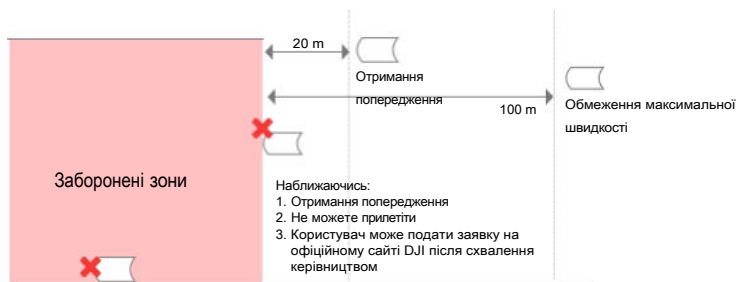 20 m
Отримання
попередження
100 m
Обмеження максимальної
швидкості
Заборонені зони
Наближаючись:
1. Отримання попередження
2. Не можете прилетіти
3. Користувач може подати заявку на
офіційному сайті DJI після схвалення
керівництвом